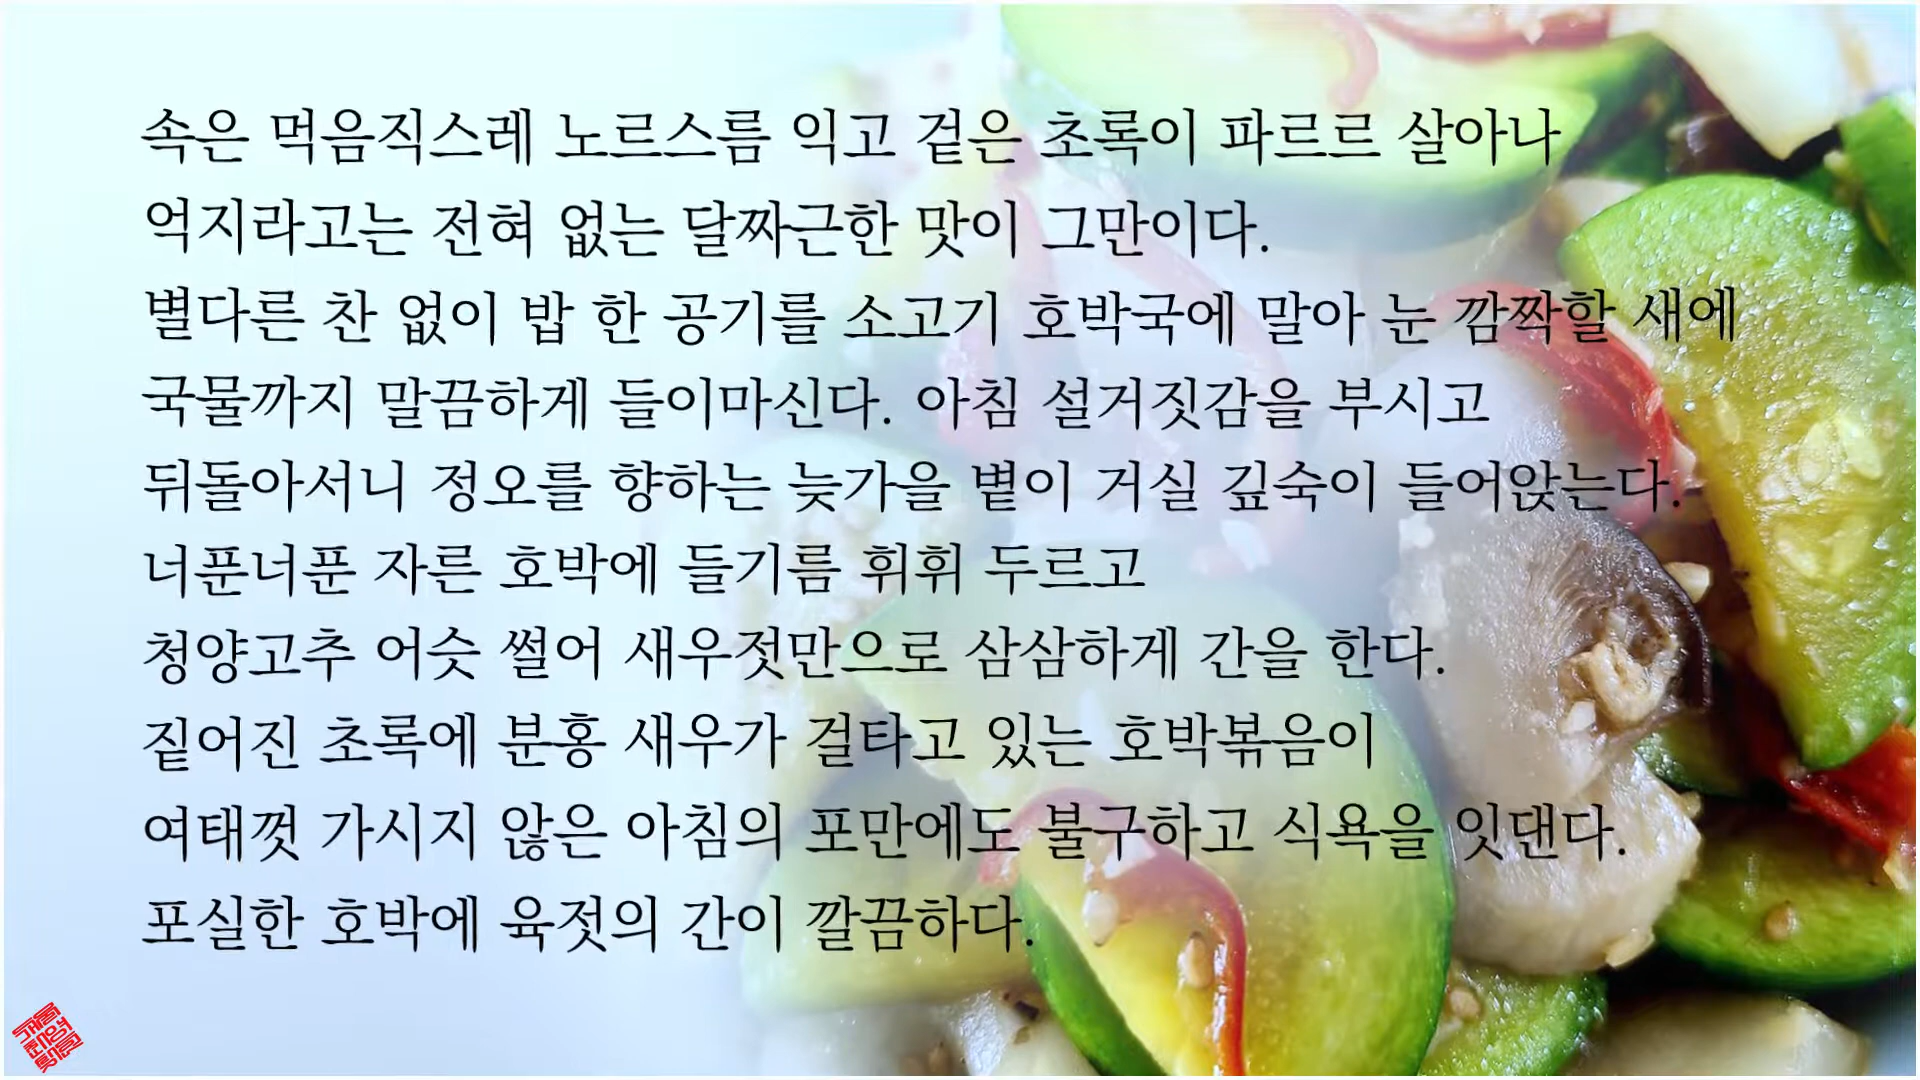 속은 먹음직스레 노르스름 익고 겉은 초록이 파르르 살아나
억지라고는 전혀 없는 달짜근한 맛이 그만이다.
별다른 찬 없이 밥 한 공기를 소고기 호박국에 말아 눈 깜짝할 새에
국물까지 말끔하게 들이마신다. 아침 설거짓감을 부시고
뒤돌아서니 정오를 향하는 늦가을 볕이 거실 깊숙이 들어앉는다.
너푼너푼 자른 호박에 들기름 휘휘 두르고
청양고추 어슷 썰어 새우젓만으로 삼삼하게 간을 한다.
짙어진 초록에 분홍 새우가 걸타고 있는 호박볶음이
여태껏 가시지 않은 아침의 포만에도 불구하고 식욕을 잇댄다.
포실한 호박에 육젓의 간이 깔끔하다.